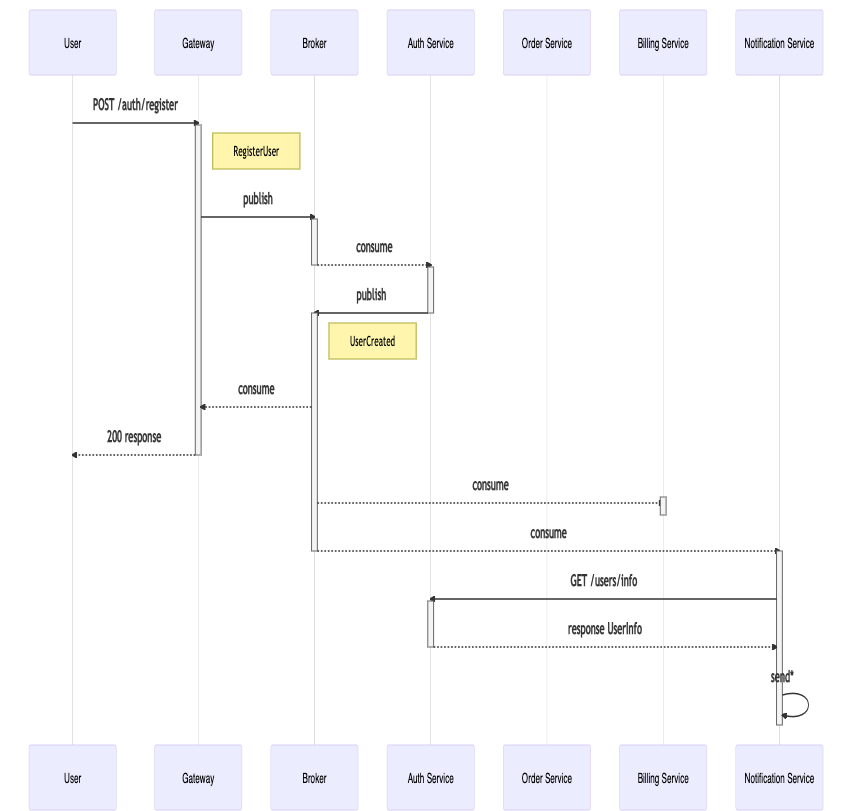 User
Gateway
Broker
Auth Service
Order Service
Billing Service
Notification Service
POST /auth/register
RegisterUser
publish
consume
publish
UserCreated
consume
200 response
consume
consume
GET /users/info
response UserInfo
send*
User
Gateway
Broker
Auth Service
Order Service
Billing Service
Notification Service